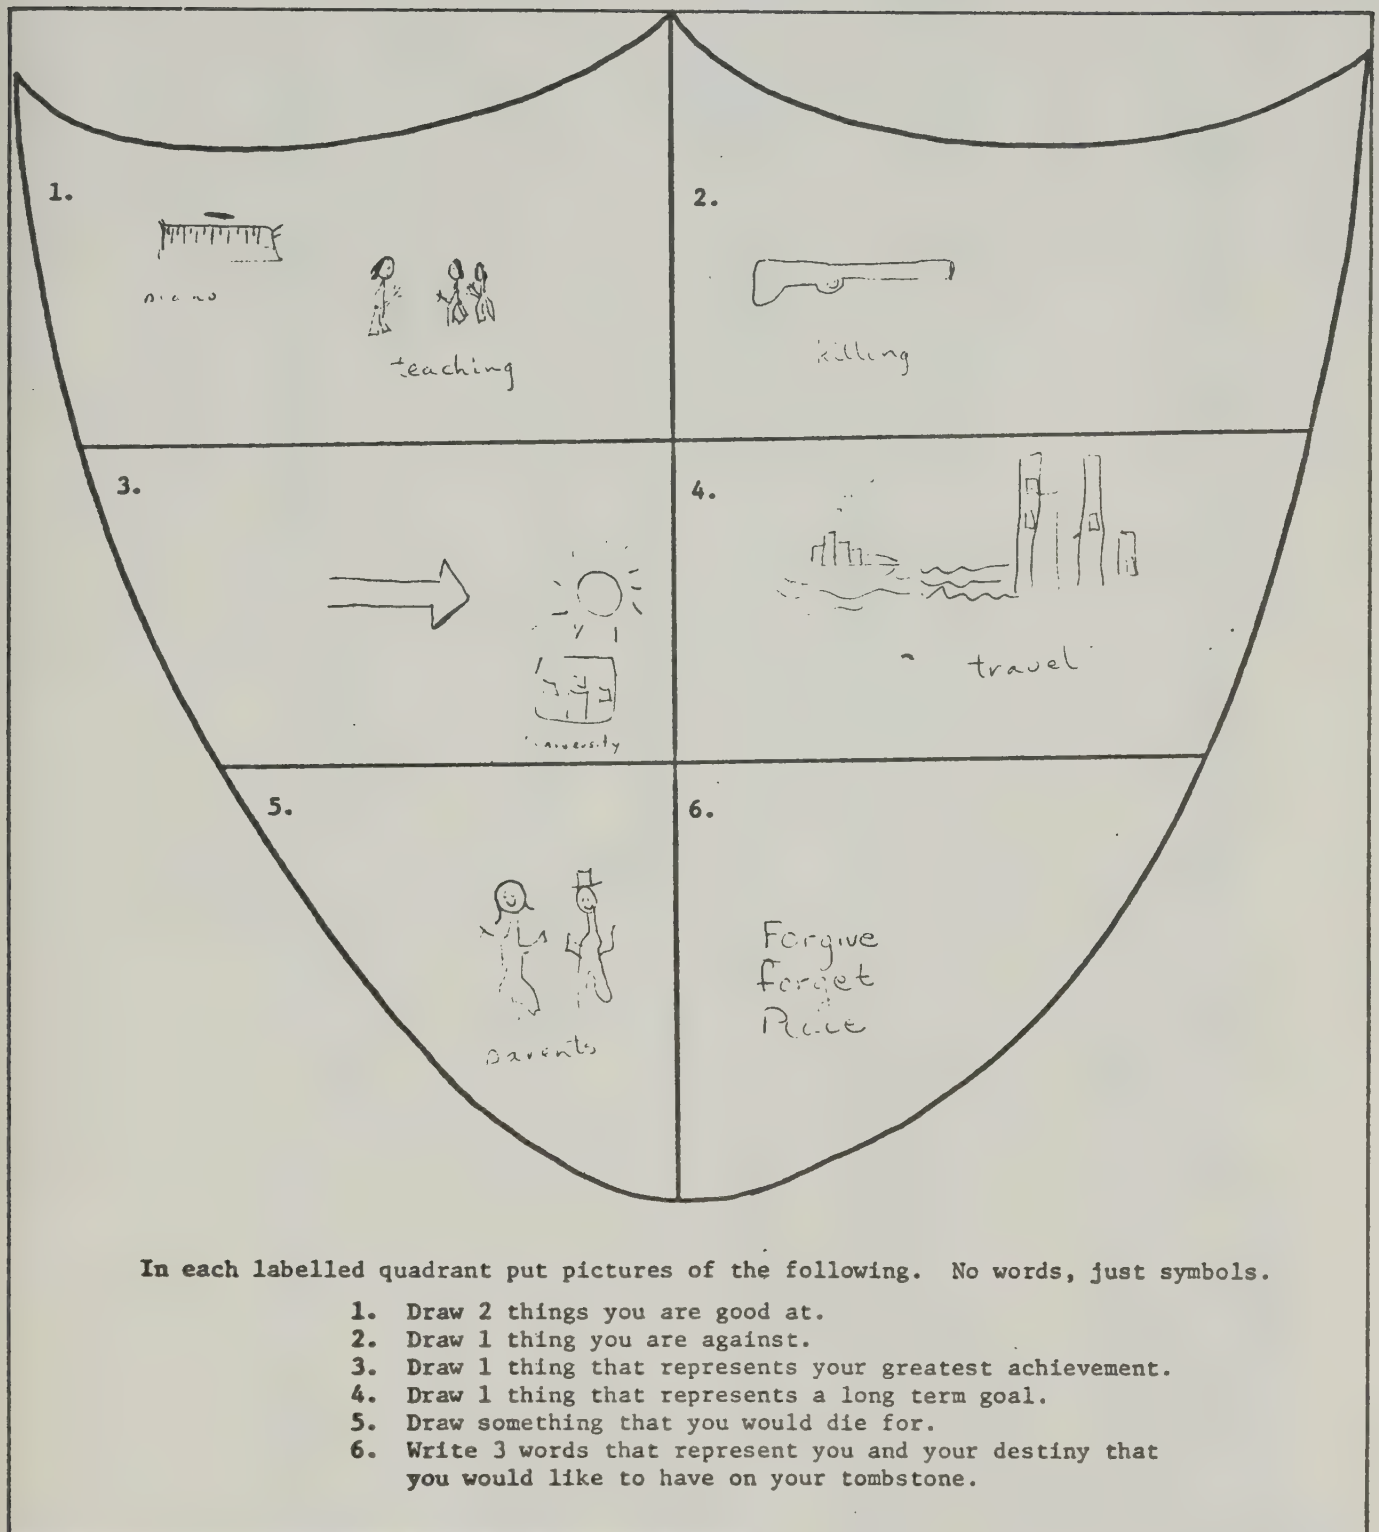 1.
2.
piano
teaching
killing
3.
4.
travel
university
5.
6.
Forgive
forget
Peace
parents
In each labelled quadrant put pictures of the following. No words, just symbols.
1. Draw 2 things you are good at.
2. Draw 1 thing you are against.
3. Draw 1 thing that represents your greatest achievement.
4. Draw 1 thing that represents a long term goal.
5. Draw something that you would die for.
6. Write 3 words that represent you and your destiny that
you would like to have on your tombstone.